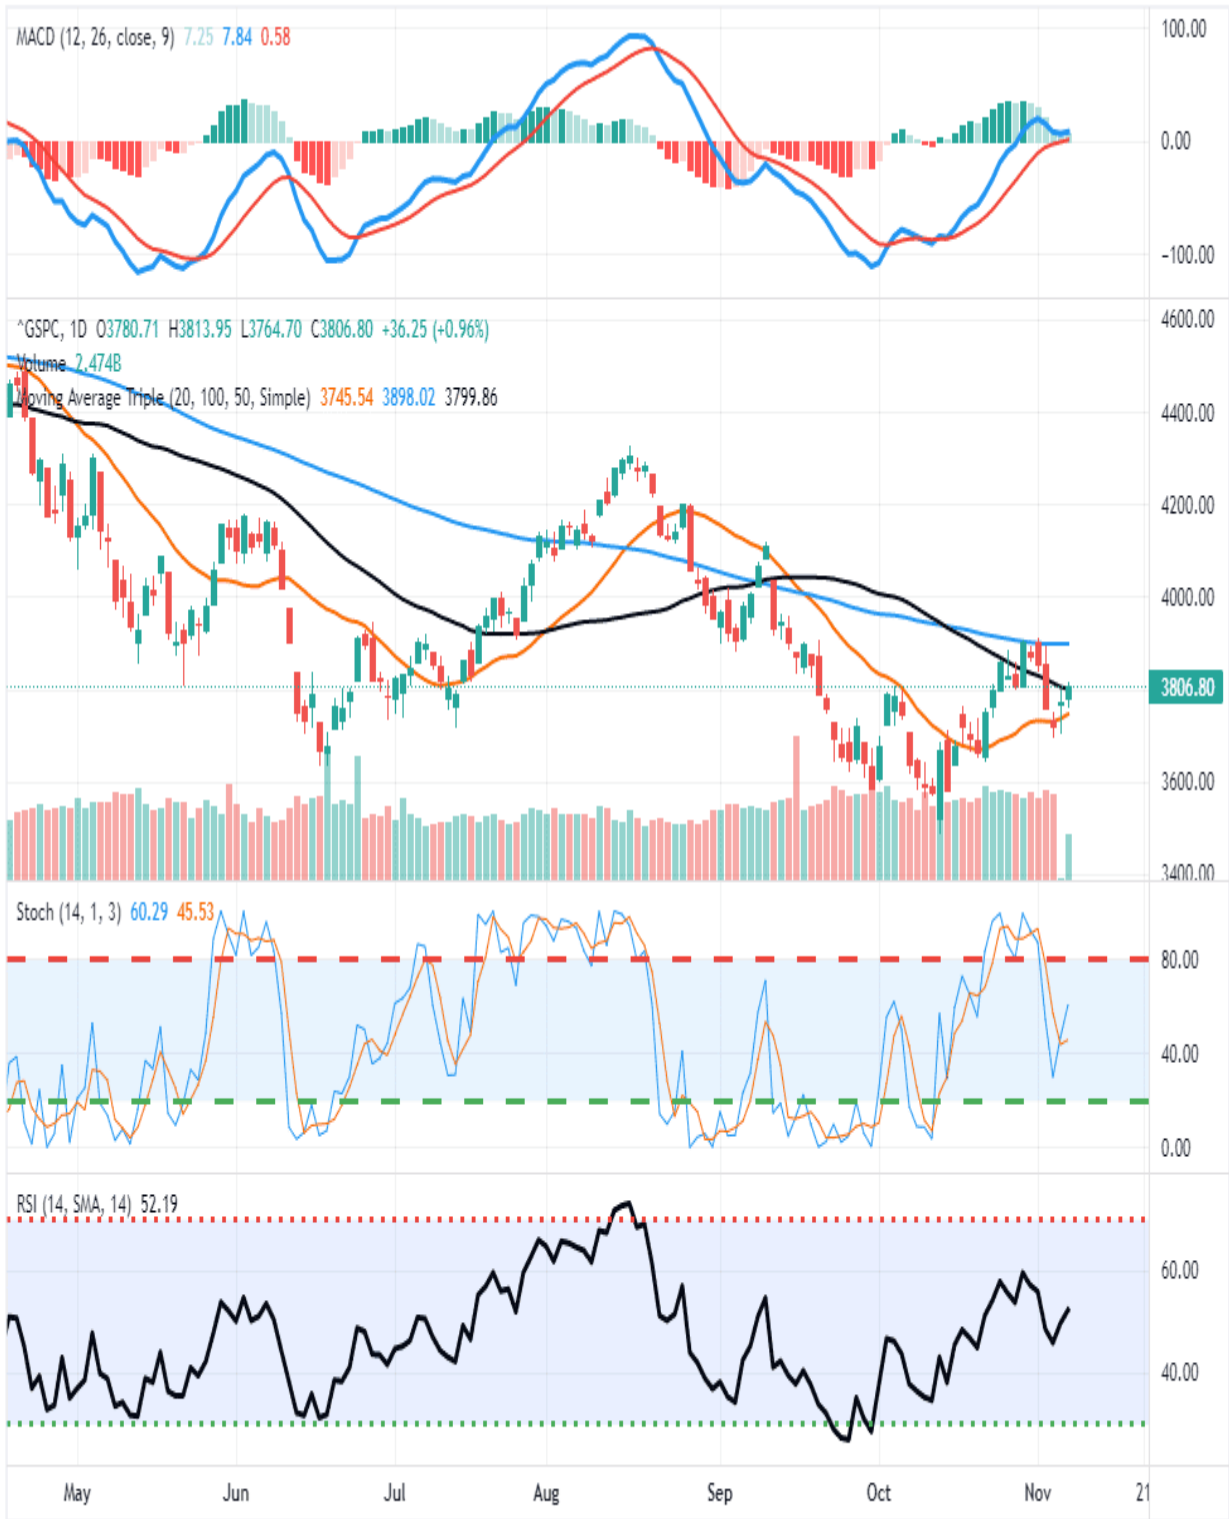 MACD (12, 26, close, 9) 7.25 7.84 0.58
100.00
0.00
−100.00
^GSPC, 1D O3780.71 H3813.95 L3764.70 C3806.80 +36.25 (+0.96%)
Volume 2.474B
Moving Average Triple (20, 100, 50, Simple) 3745.54 3898.02 3799.86
4600.00
4400.00
4200.00
4000.00
3806.80
3600.00
3400.00
Stoch (14, 1, 3) 60.29 45.53
80.00
40.00
0.00
RSI (14, SMA, 14) 52.19
60.00
40.00
May Jun Jul Aug Sep Oct Nov 21